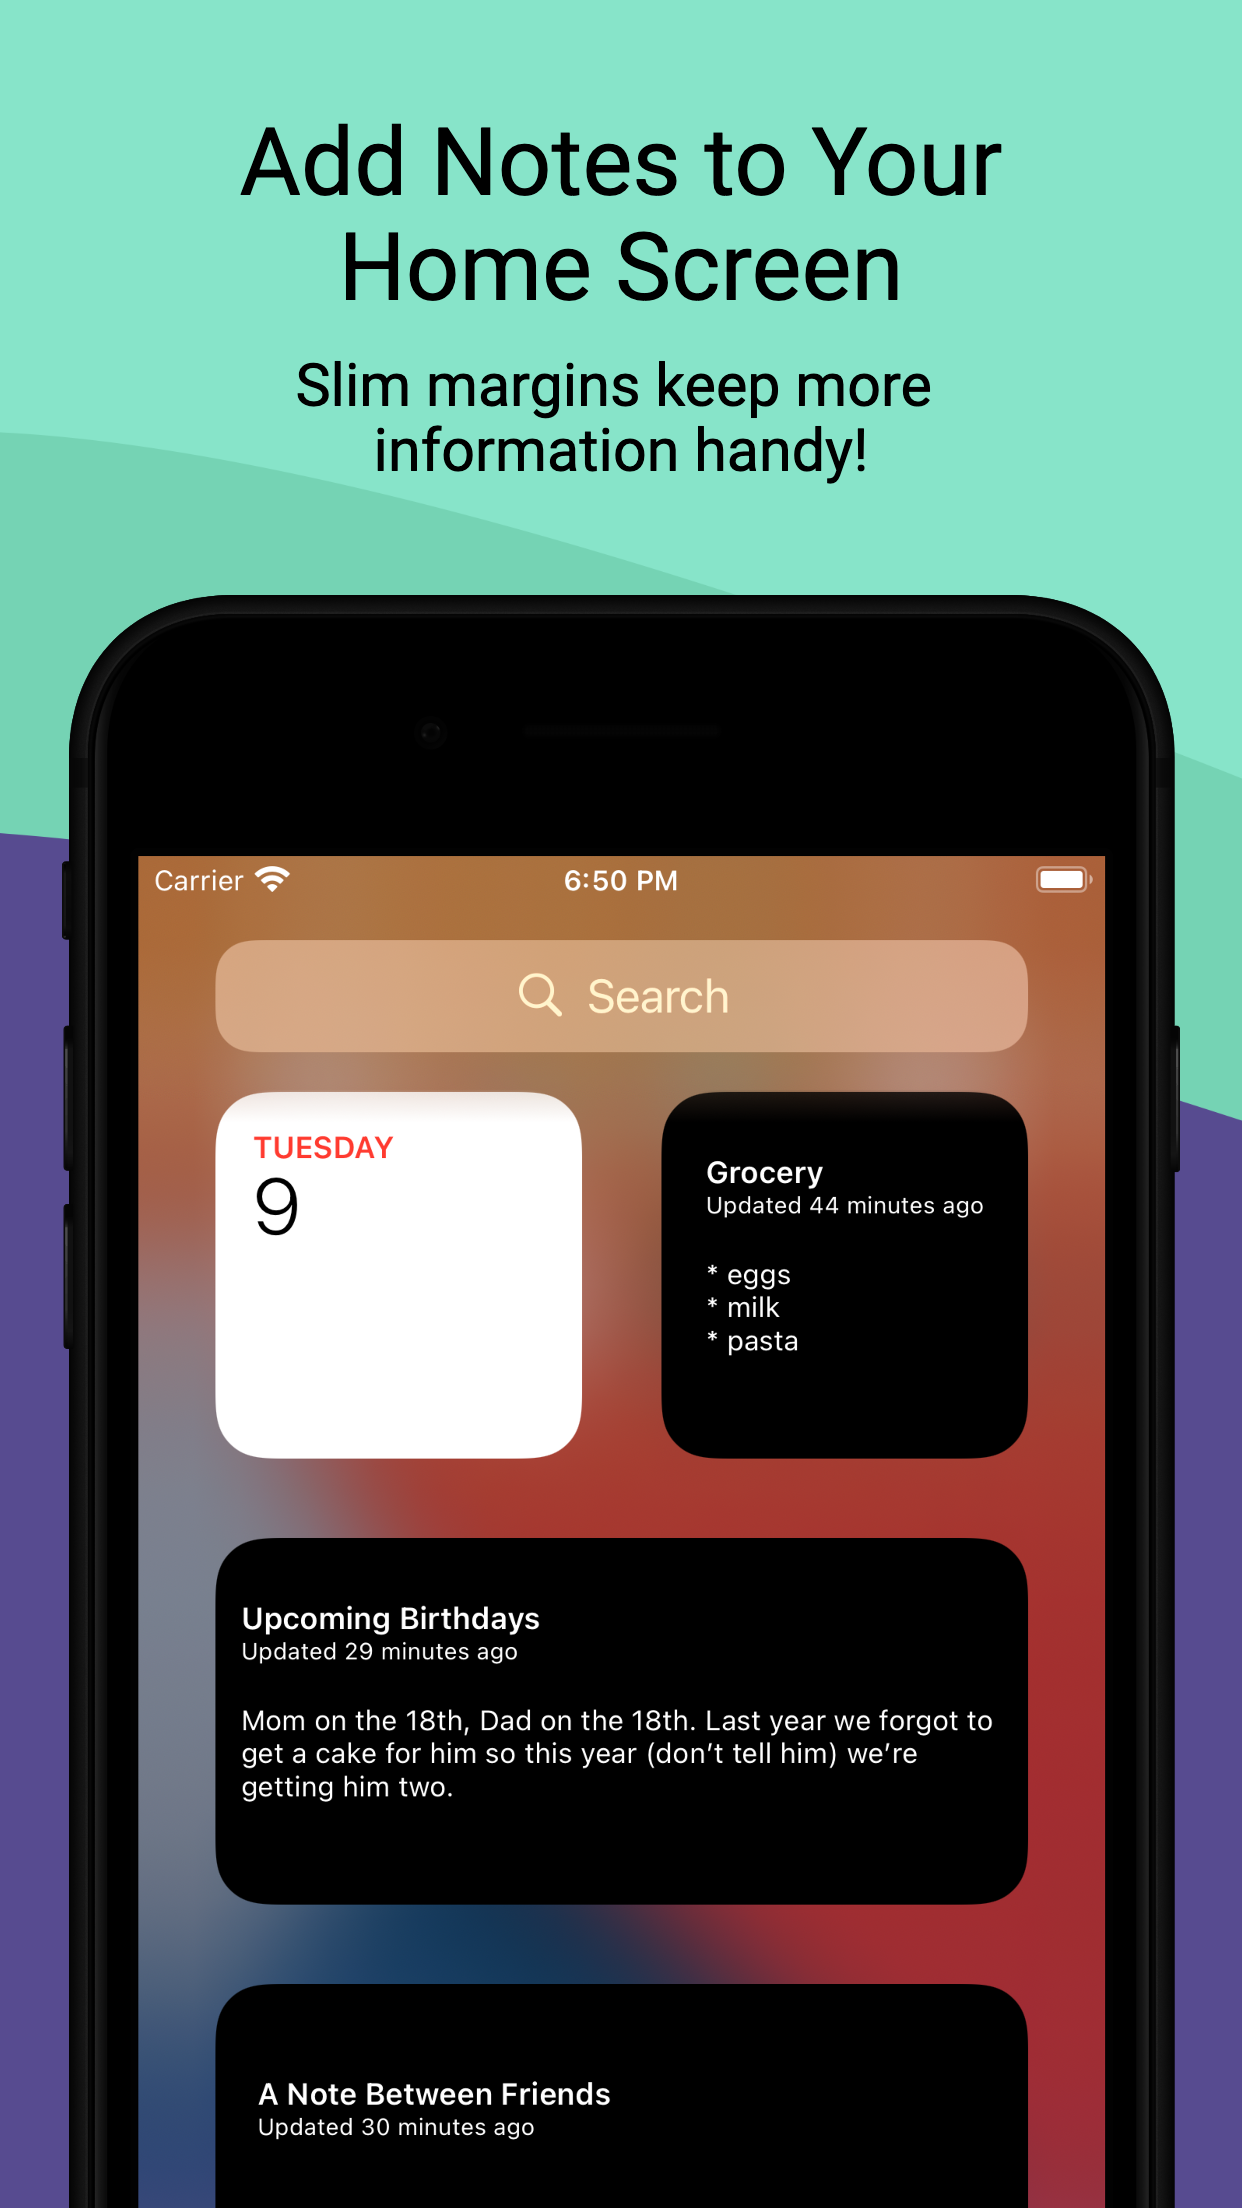 Add Notes to Your
Home Screen
Slim margins keep more
information handy!
Carrier
6:50 PM
Search
TUESDAY
9
Grocery
Updated 44 minutes ago
* eggs
* milk
* pasta
Upcoming Birthdays
Updated 29 minutes ago
Mom on the 18th, Dad on the 18th. Last year we forgot to
get a cake for him so this year (don’t tell him) we’re
getting him two.
A Note Between Friends
Updated 30 minutes ago